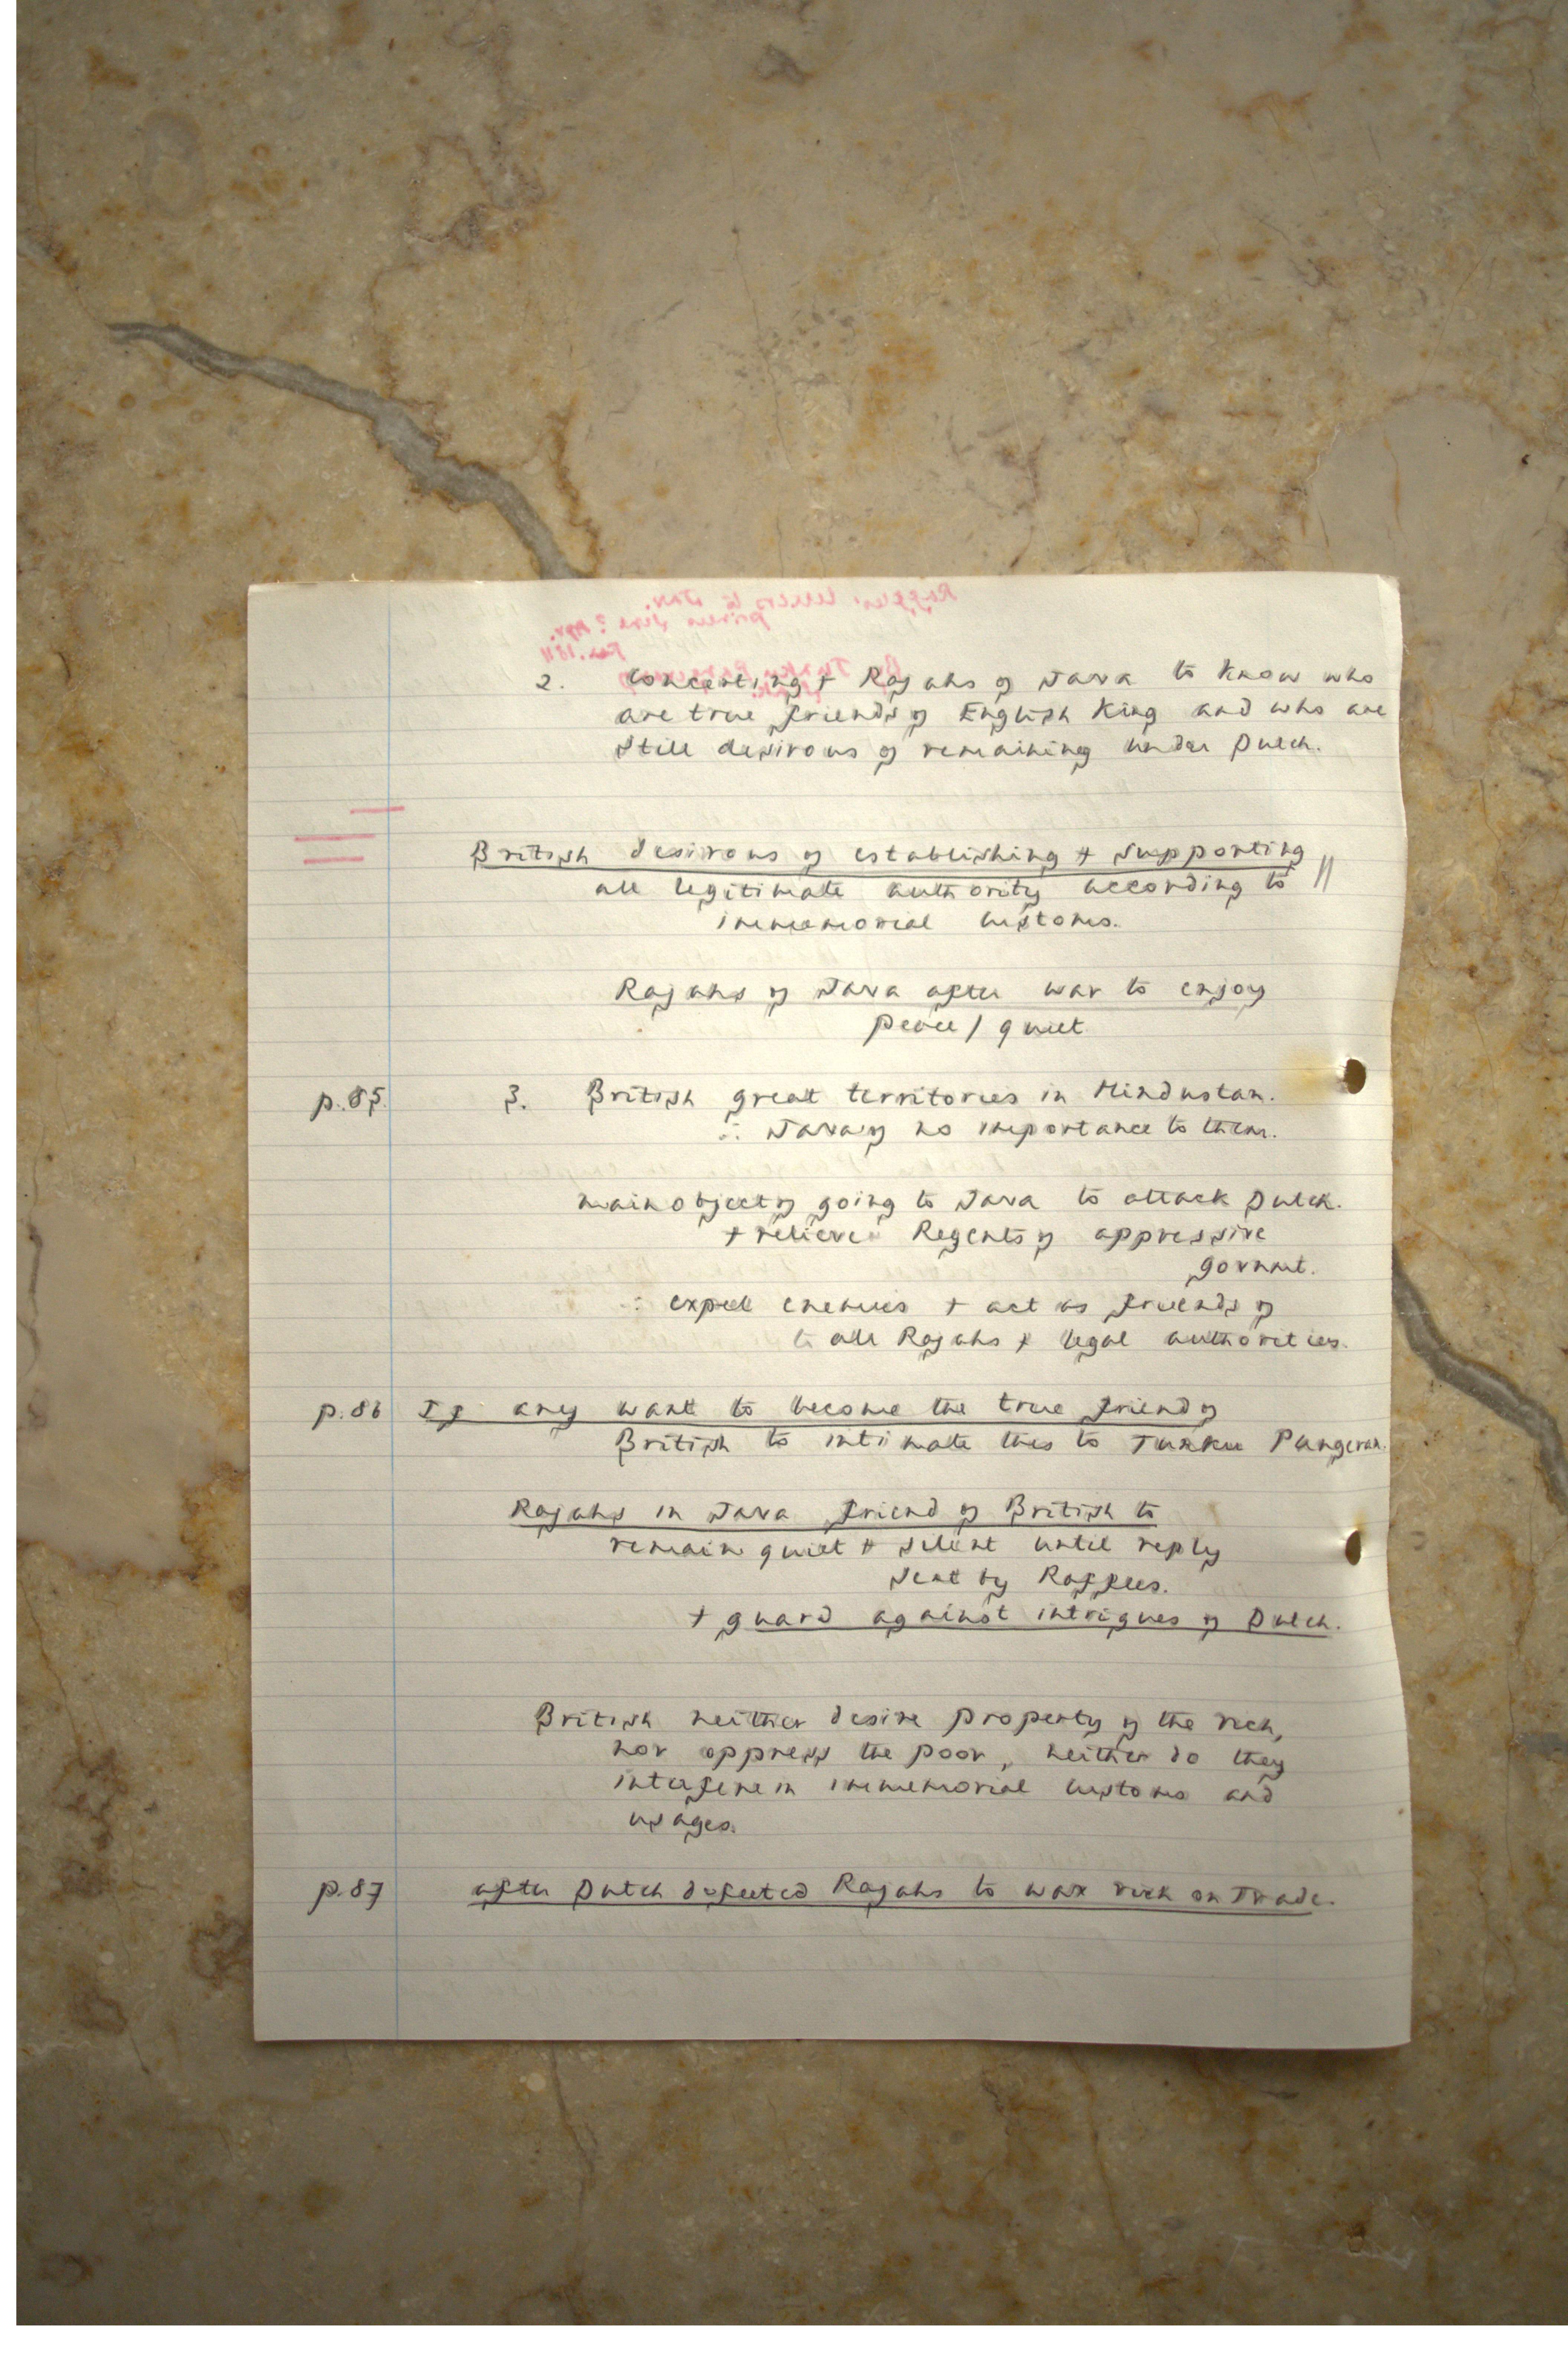 2. Concerting + Rajahs of Java to know who
are true friends of English King and who are
still desirous of remaining under Dutch.
British desirous of establishing + supporting
all legitimate authority according to
immemorial customs.
Rajahs of Java after war to enjoy
peace / quiet
p.85. 3. British great territories in Hindustan.
∴ Java of no importance to them.
main object of going to Java to attack Dutch.
+ relieve Regents of oppressive
govnmt.
∴ expel enemies + act as friends of
to all Rajahs + legal authorities.
p.86 If any want to become the true friend of
British to intimate this to Tunku Pangeran.
Rajahs in Java friend of British to
remain quiet + silent until reply
sent by Raffles.
+ guard against intrigues of Dutch.
British neither desire property of the rich,
nor oppress the poor, neither do they
interfere in immemorial customs and
usages.
p.87 after Dutch defeated Rajahs to wax rich on Trade.